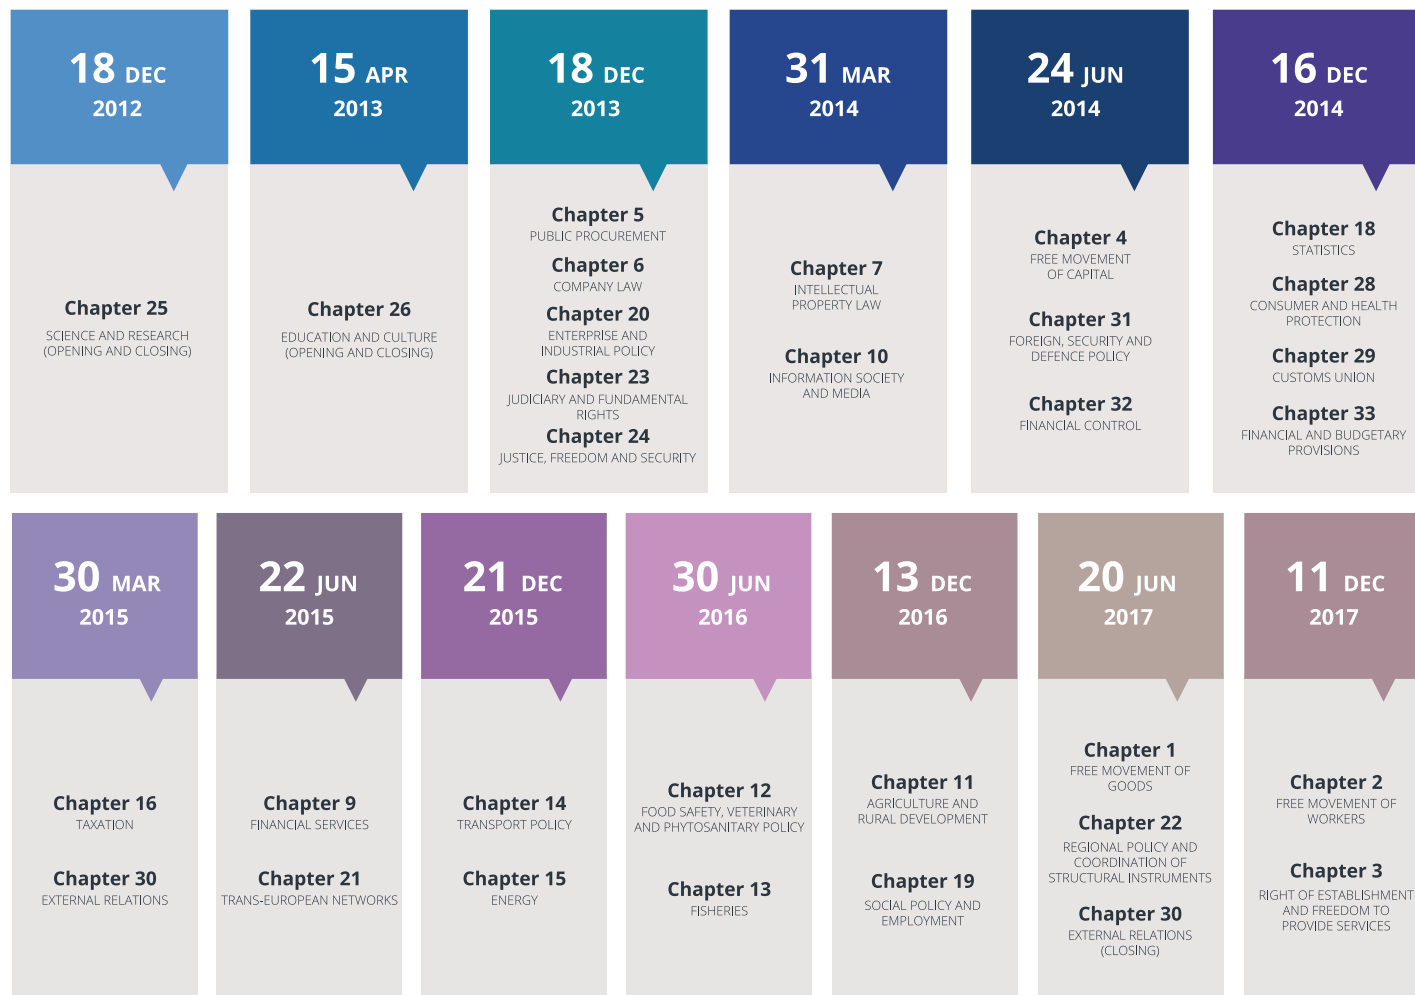 18 DEC
2012
Chapter 25
SCIENCE AND RESEARCH
(OPENING AND CLOSING)
15 APR
2013
Chapter 26
EDUCATION AND CULTURE
(OPENING AND CLOSING)
18 DEC
2013
Chapter 5
PUBLIC PROCUREMENT
Chapter 6
COMPANY LAW
Chapter 20
ENTERPRISE AND
INDUSTRIAL POLICY
Chapter 23
JUDICIARY AND FUNDAMENTAL
RIGHTS
Chapter 24
JUSTICE, FREEDOM AND SECURITY
31 MAR
2014
Chapter 7
INTELLECTUAL
PROPERTY LAW
Chapter 10
INFORMATION SOCIETY
AND MEDIA
24 JUN
2014
Chapter 4
FREE MOVEMENT
OF CAPITAL
Chapter 31
FOREIGN, SECURITY AND
DEFENCE POLICY
Chapter 32
FINANCIAL CONTROL
16 DEC
2014
Chapter 18
STATISTICS
Chapter 28
CONSUMER AND HEALTH
PROTECTION
Chapter 29
CUSTOMS UNION
Chapter 33
FINANCIAL AND BUDGETARY
PROVISIONS
30 MAR
2015
Chapter 16
TAXATION
Chapter 30
EXTERNAL RELATIONS
22 JUN
2015
Chapter 9
FINANCIAL SERVICES
Chapter 21
TRANS-EUROPEAN NETWORKS
21 DEC
2015
Chapter 14
TRANSPORT POLICY
Chapter 15
ENERGY
30 JUN
2016
Chapter 12
FOOD SAFETY, VETERINARY
AND PHYTOSANITARY POLICY
Chapter 13
FISHERIES
13 DEC
2016
Chapter 11
AGRICULTURE AND
RURAL DEVELOPMENT
Chapter 19
SOCIAL POLICY AND
EMPLOYMENT
20 JUN
2017
Chapter 1
FREE MOVEMENT OF
GOODS
Chapter 22
REGIONAL POLICY AND
COORDINATION OF
STRUCTURAL INSTRUMENTS
Chapter 30
EXTERNAL RELATIONS
(CLOSING)
11 DEC
2017
Chapter 2
FREE MOVEMENT OF
WORKERS
Chapter 3
RIGHT OF ESTABLISHMENT
AND FREEDOM TO
PROVIDE SERVICES